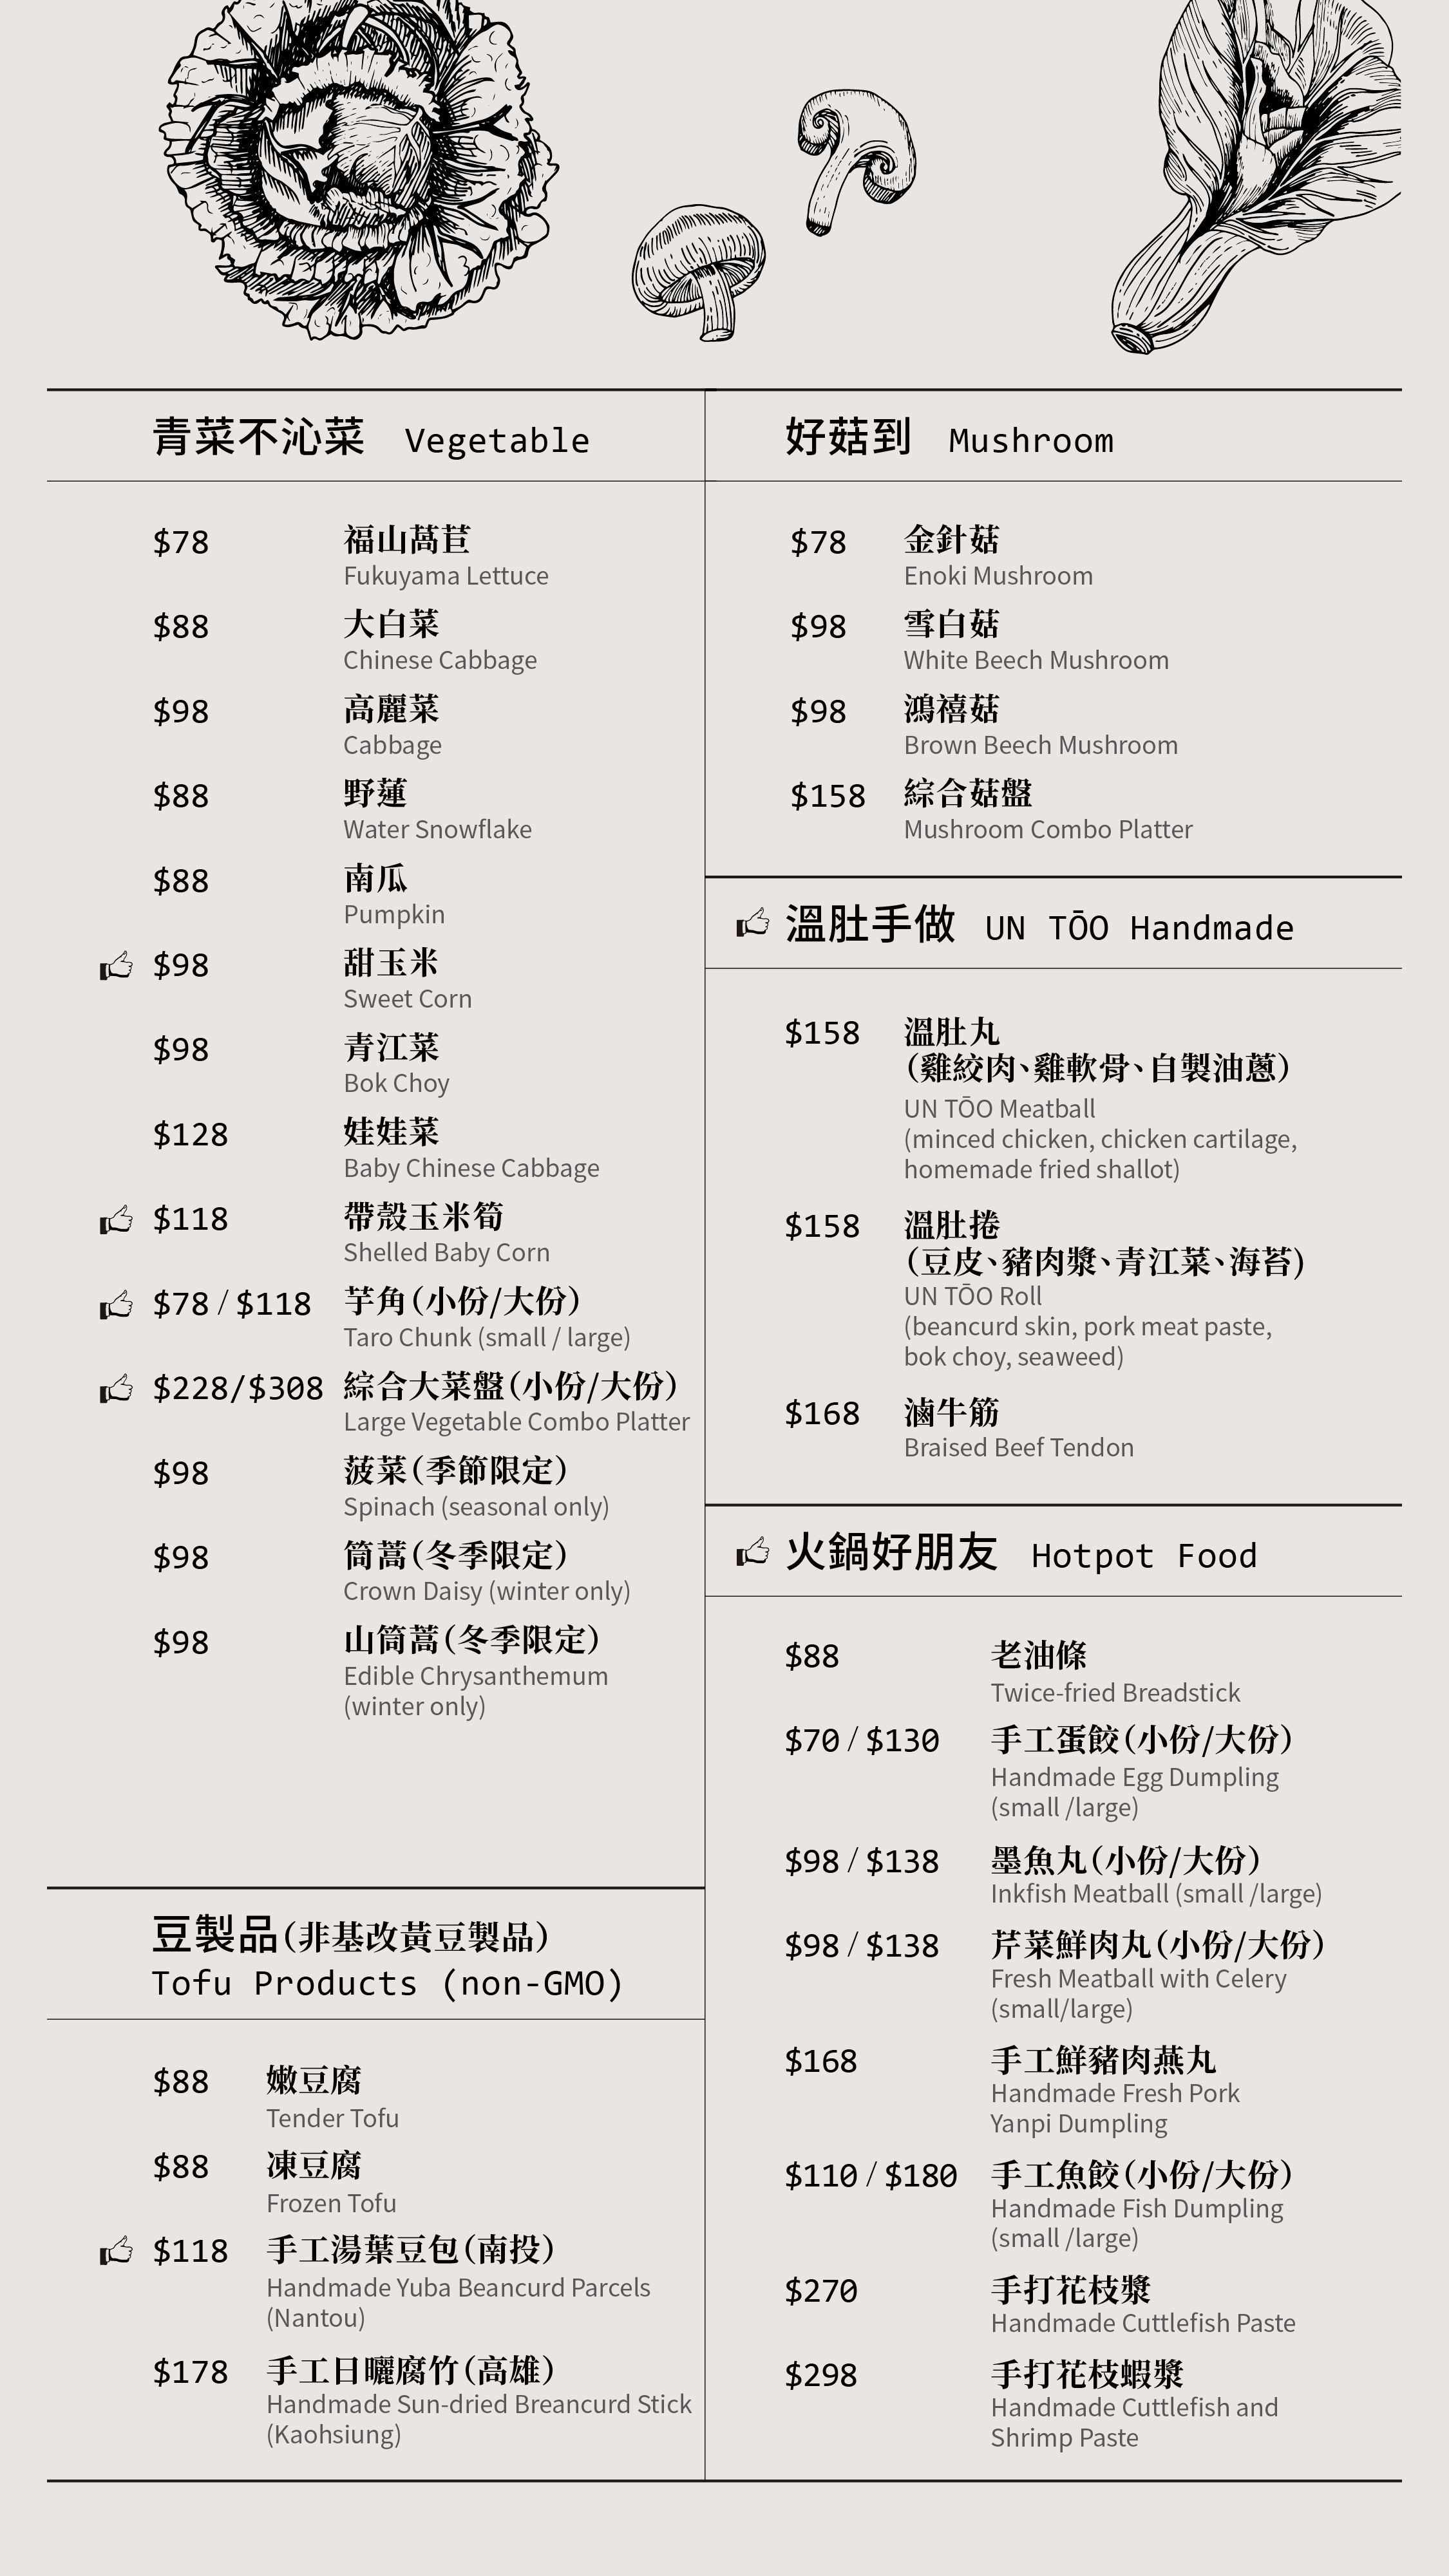 青菜不沁菜 Vegetable
$78 福山萵苣
Fukuyama Lettuce
$88 大白菜
Chinese Cabbage
$98 高麗菜
Cabbage
$88 野蓮
Water Snowflake
$88 南瓜
Pumpkin
$98 甜玉米
Sweet Corn
$98 青江菜
Bok Choy
$128 娃娃菜
Baby Chinese Cabbage
$118 帶殼玉米筍
Shelled Baby Corn
$78 / $118 芋角(小份/大份)
Taro Chunk (small / large)
$228/$308 綜合大菜盤(小份/大份)
Large Vegetable Combo Platter
$98 菠菜(季節限定)
Spinach (seasonal only)
$98 筒蒿(冬季限定)
Crown Daisy (winter only)
$98 山筒蒿(冬季限定)
Edible Chrysanthemum
(winter only)
豆製品(非基改黃豆製品)
Tofu Products (non-GMO)
$88 嫩豆腐
Tender Tofu
$88 凍豆腐
Frozen Tofu
$118 手工湯葉豆包(南投)
Handmade Yuba Beancurd Parcels
(Nantou)
$178 手工日曬腐竹(高雄)
Handmade Sun-dried Breancurd Stick
(Kaohsiung)
好菇到 Mushroom
$78 金針菇
Enoki Mushroom
$98 雪白菇
White Beech Mushroom
$98 鴻禧菇
Brown Beech Mushroom
$158 綜合菇盤
Mushroom Combo Platter
溫肚手做 UN TŌO Handmade
$158 溫肚丸
(雞絞肉、雞軟骨、自製油蔥)
UN TŌO Meatball
(minced chicken, chicken cartilage,
homemade fried shallot)
$158 溫肚捲
(豆皮、豬肉漿、青江菜、海苔)
UN TŌO Roll
(beancurd skin, pork meat paste,
bok choy, seaweed)
$168 滷牛筋
Braised Beef Tendon
火鍋好朋友 Hotpot Food
$88 老油條
Twice-fried Breadstick
$70 / $130 手工蛋餃(小份/大份)
Handmade Egg Dumpling
(small /large)
$98 / $138 墨魚丸(小份/大份)
Inkfish Meatball (small /large)
$98 / $138 芹菜鮮肉丸(小份/大份)
Fresh Meatball with Celery
(small/large)
$168 手工鮮豬肉燕丸
Handmade Fresh Pork
Yanpi Dumpling
$110 / $180 手工魚餃(小份/大份)
Handmade Fish Dumpling
(small /large)
$270 手打花枝漿
Handmade Cuttlefish Paste
$298 手打花枝蝦漿
Handmade Cuttlefish and
Shrimp Paste